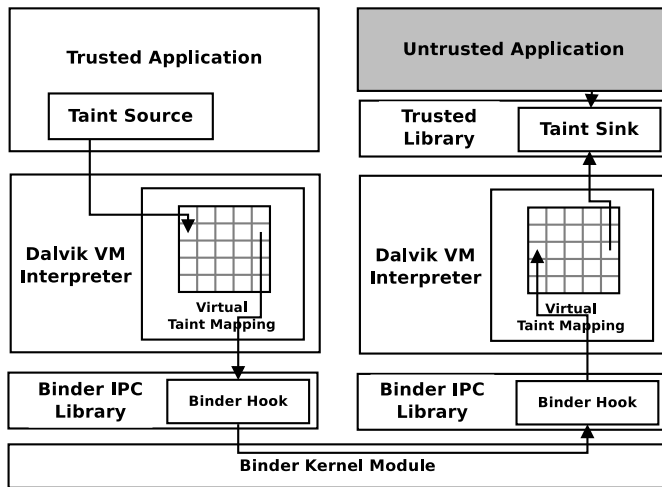 Trusted Application
Taint Source
Dalvik VM
Interpreter
Virtual
Taint Mapping
Binder IPC
Library
Binder Hook
Untrusted Application
Trusted
Library
Taint Sink
Dalvik VM
Interpreter
Virtual
Taint Mapping
Binder IPC
Library
Binder Hook
Binder Kernel Module